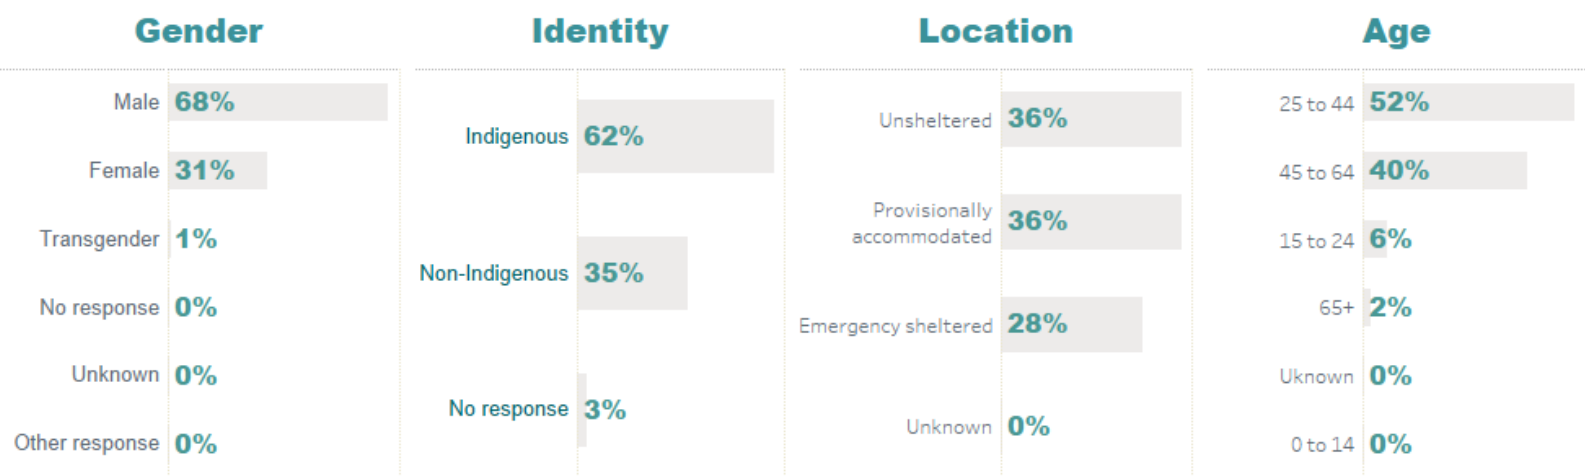 Gender
Male 68%
Female 31%
Transgender 1%
No response 0%
Unknown 0%
Other response 0%
Identity
Indigenous 62%
Non-Indigenous 35%
No response 3%
Location
Unsheltered 36%
Provisionally
accommodated 36%
Emergency sheltered 28%
Unknown 0%
Age
25 to 44 52%
45 to 64 40%
15 to 24 6%
65+ 2%
Uknown 0%
0 to 14 0%